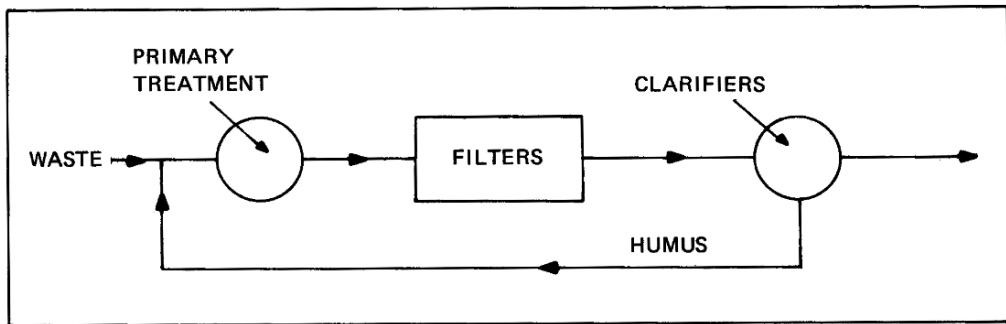 PRIMARY
TREATMENT
CLARIFIERS
WASTE
FILTERS
HUMUS